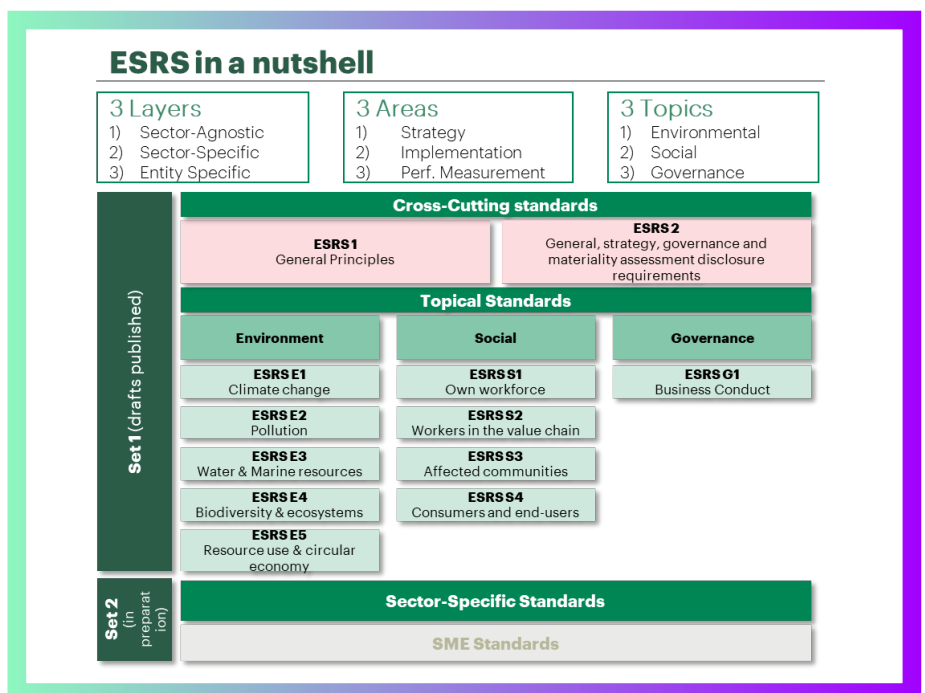 ESRS in a nutshell
3 Layers
1) Sector-Agnostic
2) Sector-Specific
3) Entity Specific
3 Areas
1) Strategy
2) Implementation
3) Perf. Measurement
3 Topics
1) Environmental
2) Social
3) Governance
Set 1 (drafts published)
Cross-Cutting standards
ESRS 1
General Principles
ESRS 2
General, strategy, governance and
materiality assessment disclosure
requirements
Topical Standards
Environment
Social
Governance
ESRS E1
Climate change
ESRS S1
Own workforce
ESRS G1
Business Conduct
ESRS E2
Pollution
ESRS S2
Workers in the value chain
ESRS E3
Water & Marine resources
ESRS S3
Affected communities
ESRS E4
Biodiversity & ecosystems
ESRS S4
Consumers and end-users
ESRS E5
Resource use & circular
economy
Set 2
(in
preparat
ion)
Sector-Specific Standards
SME Standards